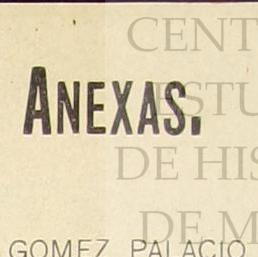 CENT
ANEXAS.
ESTU
DE HIS
DE M
GOMEZ PALACIO